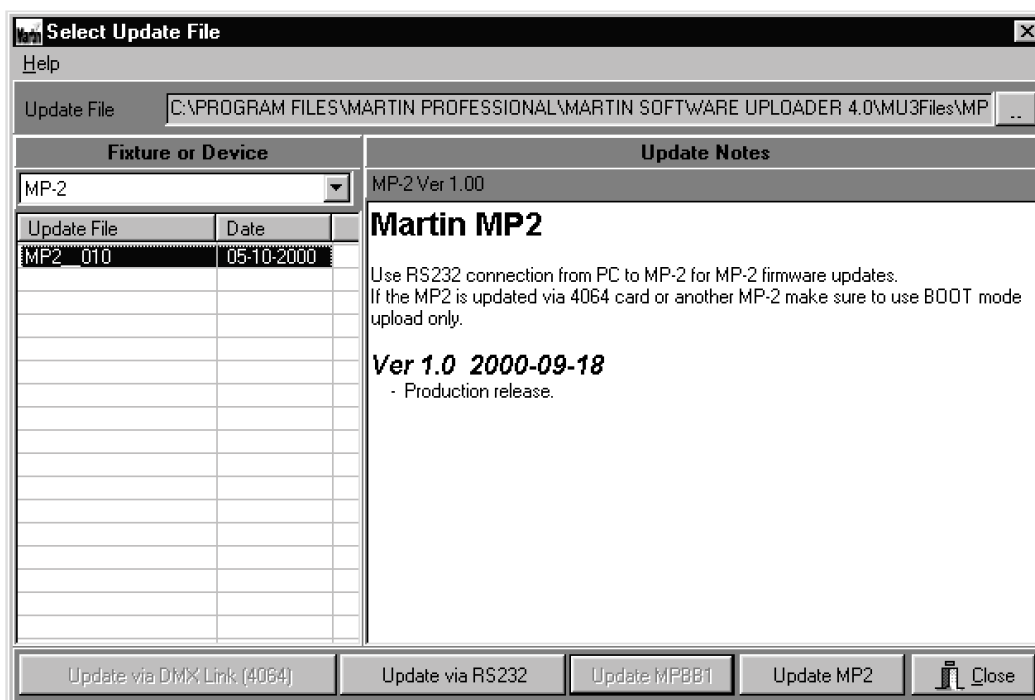 Martin Select Update File
Help
Update File C:\PROGRAM FILES\MARTIN PROFESSIONAL\MARTIN SOFTWARE UPLOADER 4.0\MU3Files\MP ..
Fixture or Device
MP-2
Update File Date
MP2__010 05-10-2000
Update Notes
MP-2 Ver 1.00
Martin MP2
Use RS232 connection from PC to MP-2 for MP-2 firmware updates.
If the MP2 is updated via 4064 card or another MP-2 make sure to use BOOT mode
upload only.
Ver 1.0 2000-09-18
- Production release.
Update via DMX Link (4064) Update via RS232 Update MPBB1 Update MP2 Close